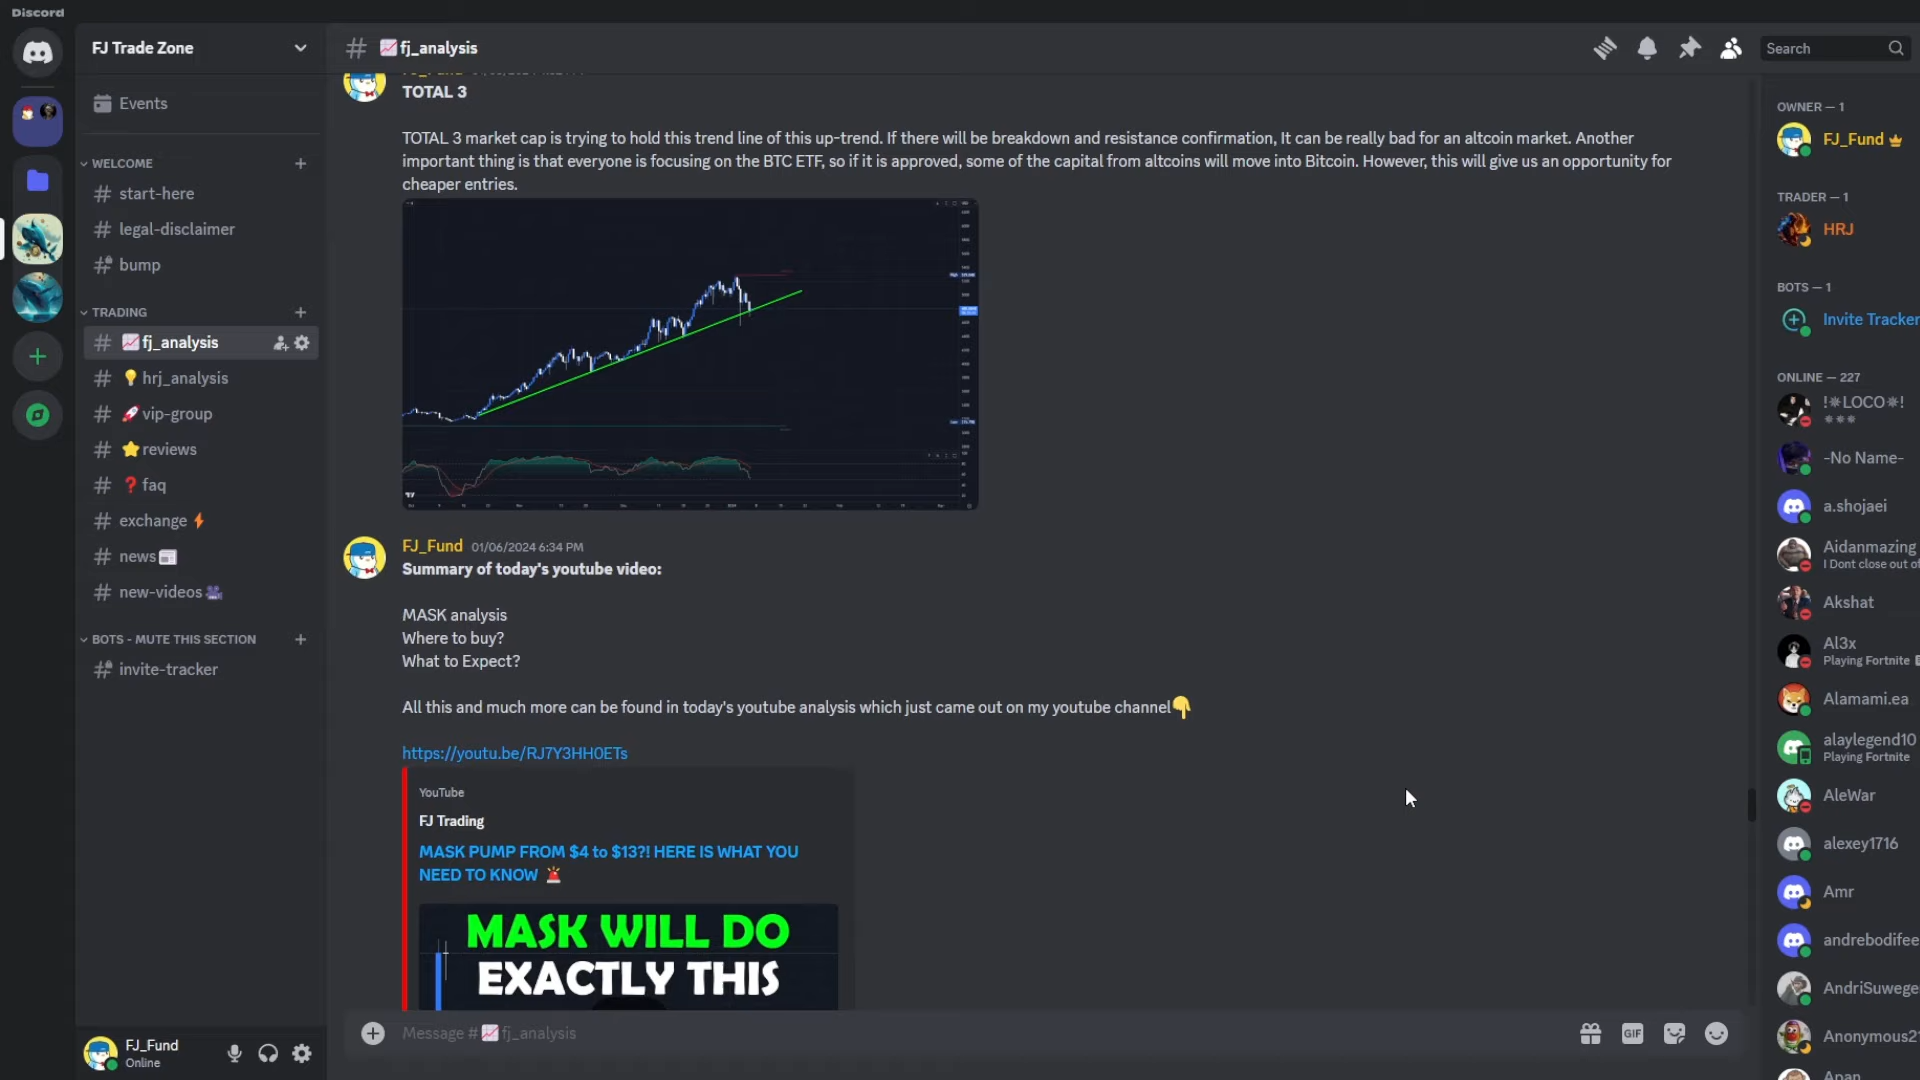 Discord
FJ Trade Zone
Events
WELCOME
start-here
legal-disclaimer
bump
TRADING
fj_analysis
hrj_analysis
vip-group
reviews
faq
exchange
news
new-videos
BOTS - MUTE THIS SECTION
invite-tracker
FJ_Fund
Online
fj_analysis
Search
TOTAL 3
TOTAL 3 market cap is trying to hold this trend line of this up-trend. If there will be breakdown and resistance confirmation, It can be really bad for an altcoin market. Another
important thing is that everyone is focusing on the BTC ETF, so if it is approved, some of the capital from altcoins will move into Bitcoin. However, this will give us an opportunity for
cheaper entries.
FJ_Fund 01/06/2024 6:34 PM
Summary of today's youtube video:
MASK analysis
Where to buy?
What to Expect?
All this and much more can be found in today's youtube analysis which just came out on my youtube channel
https://youtu.be/RJ7Y3HH0ETs
YouTube
FJ Trading
MASK PUMP FROM $4 to $13?! HERE IS WHAT YOU
NEED TO KNOW
MASK WILL DO
EXACTLY THIS
Message # fj_analysis
GIF
OWNER — 1
FJ_Fund
TRADER — 1
HRJ
BOTS — 1
Invite Tracker
ONLINE — 227
!✵LOCO✵!
✵✵✵
-No Name-
a.shojaei
Aidanmazing
I Dont close out of
Akshat
Al3x
Playing Fortnite
Alamami.ea
alaylegend10
Playing Fortnite
AleWar
alexey1716
Amr
andrebodifee
AndriSuwege
Anonymous21